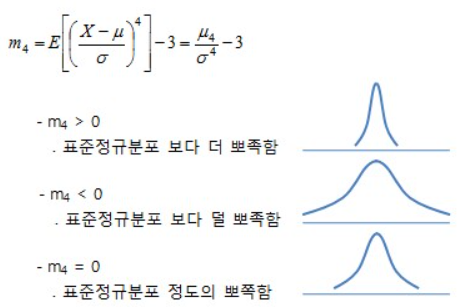 m₄ = E[((X − μ)/σ)⁴] − 3 = μ₄/σ⁴ − 3
- m₄ > 0
. 표준정규분포 보다 더 뾰족함
- m₄ < 0
. 표준정규분포 보다 덜 뾰족함
- m₄ = 0
. 표준정규분포 정도의 뾰쪽함